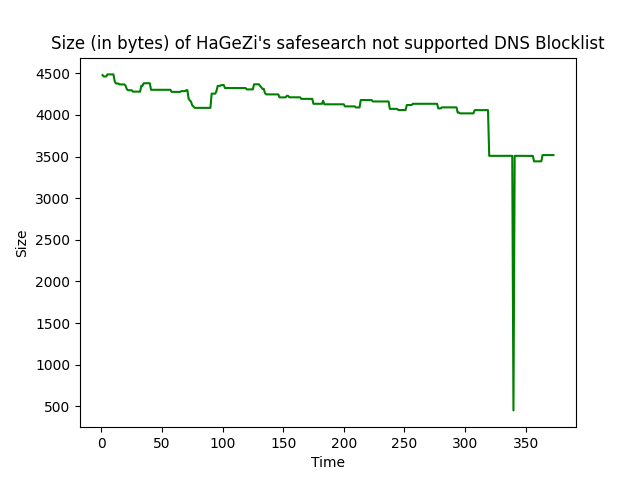 Size (in bytes) of HaGeZi's safesearch not supported DNS Blocklist
4500
4000
3500
3000
2500
2000
1500
1000
500
Size
0 50 100 150 200 250 300 350
Time